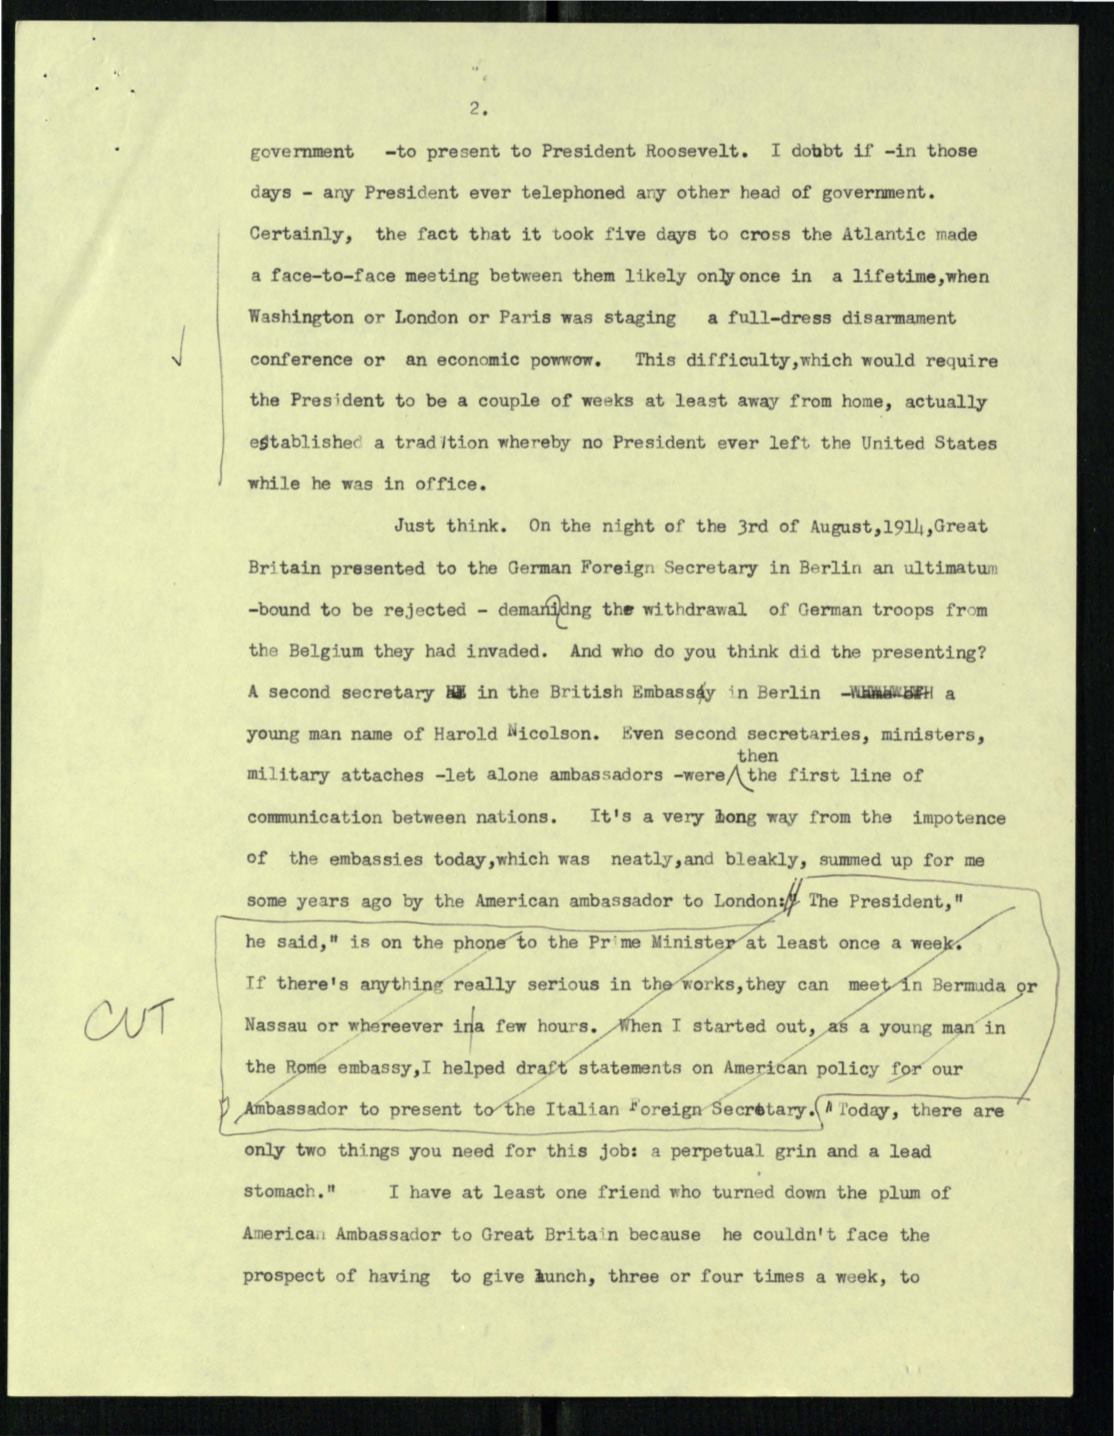 2.
government -to present to President Roosevelt. I doubt if -in those
days - any President ever telephoned any other head of government.
Certainly, the fact that it took five days to cross the Atlantic made
a face-to-face meeting between them likely only once in a lifetime,when
Washington or London or Paris was staging a full-dress disarmament
conference or an economic powwow. This difficulty,which would require
the President to be a couple of weeks at least away from home, actually
established a tradition whereby no President ever left the United States
while he was in office.
Just think. On the night of the 3rd of August,1914,Great
Britain presented to the German Foreign Secretary in Berlin an ultimatum
-bound to be rejected - demanidng the withdrawal of German troops from
the Belgium they had invaded. And who do you think did the presenting?
A second secretary in the British Embassy in Berlin - a
young man name of Harold Nicolson. Even second secretaries, ministers,
then
military attaches -let alone ambassadors -were the first line of
communication between nations. It's a very long way from the impotence
of the embassies today,which was neatly,and bleakly, summed up for me
some years ago by the American ambassador to London:" The President,"
he said," is on the phone to the Prime Minister at least once a week.
If there's anything really serious in the works,they can meet in Bermuda or
CUT
Nassau or whereever in a few hours. When I started out, as a young man in
the Rome embassy,I helped draft statements on American policy for our
Ambassador to present to the Italian Foreign Secretary. " Today, there are
only two things you need for this job: a perpetual grin and a lead
stomach." I have at least one friend who turned down the plum of
American Ambassador to Great Britain because he couldn't face the
prospect of having to give lunch, three or four times a week, to